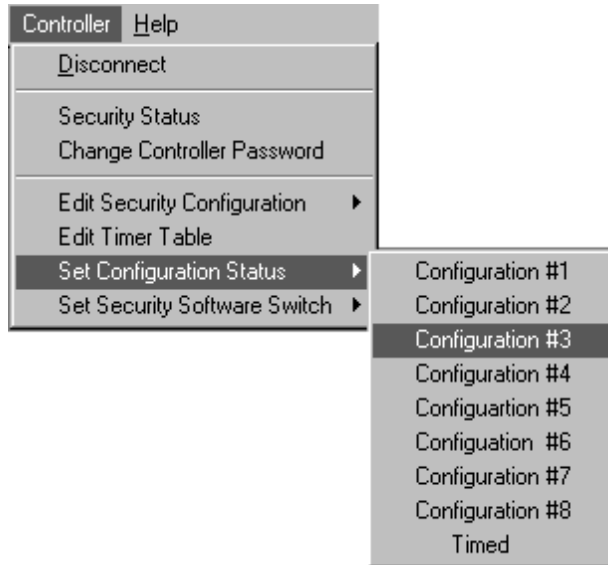 Controller Help
Disconnect
Security Status
Change Controller Password
Edit Security Configuration
Edit Timer Table
Set Configuration Status
Set Security Software Switch
Configuration #1
Configuration #2
Configuration #3
Configuration #4
Configuartion #5
Configuation #6
Configuration #7
Configuration #8
Timed